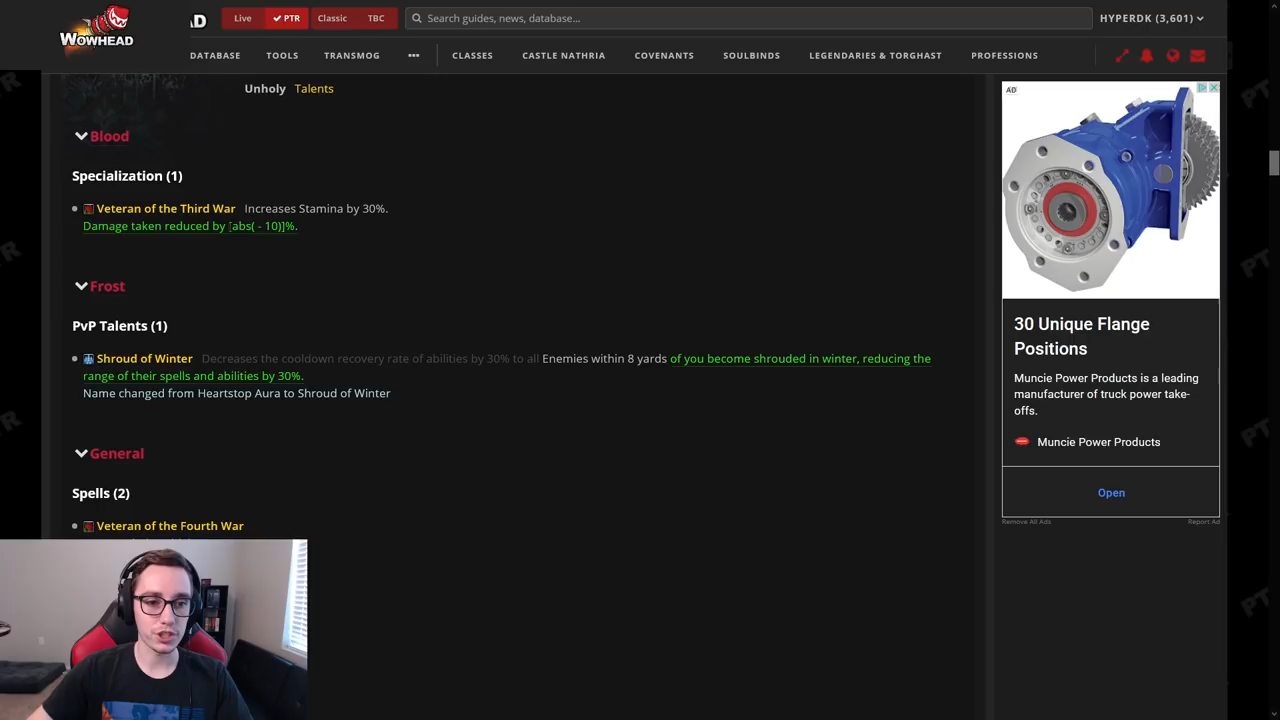 WOWHEAD
AD
Live
PTR
Classic
TBC
Search guides, news, database...
HYPERDK (3,601)
DATABASE
TOOLS
TRANSMOG
•••
CLASSES
CASTLE NATHRIA
COVENANTS
SOULBINDS
LEGENDARIES & TORGHAST
PROFESSIONS
Unholy Talents
Blood
Specialization (1)
Veteran of the Third War Increases Stamina by 30%.
Damage taken reduced by [abs( - 10)]%.
Frost
PvP Talents (1)
Shroud of Winter Decreases the cooldown recovery rate of abilities by 30% to all Enemies within 8 yards of you become shrouded in winter, reducing the
range of their spells and abilities by 30%.
Name changed from Heartstop Aura to Shroud of Winter
General
Spells (2)
Veteran of the Fourth War
AD
30 Unique Flange
Positions
Muncie Power Products is a leading
manufacturer of truck power take-
offs.
Muncie Power Products
Open
Remove All Ads
Report Ad